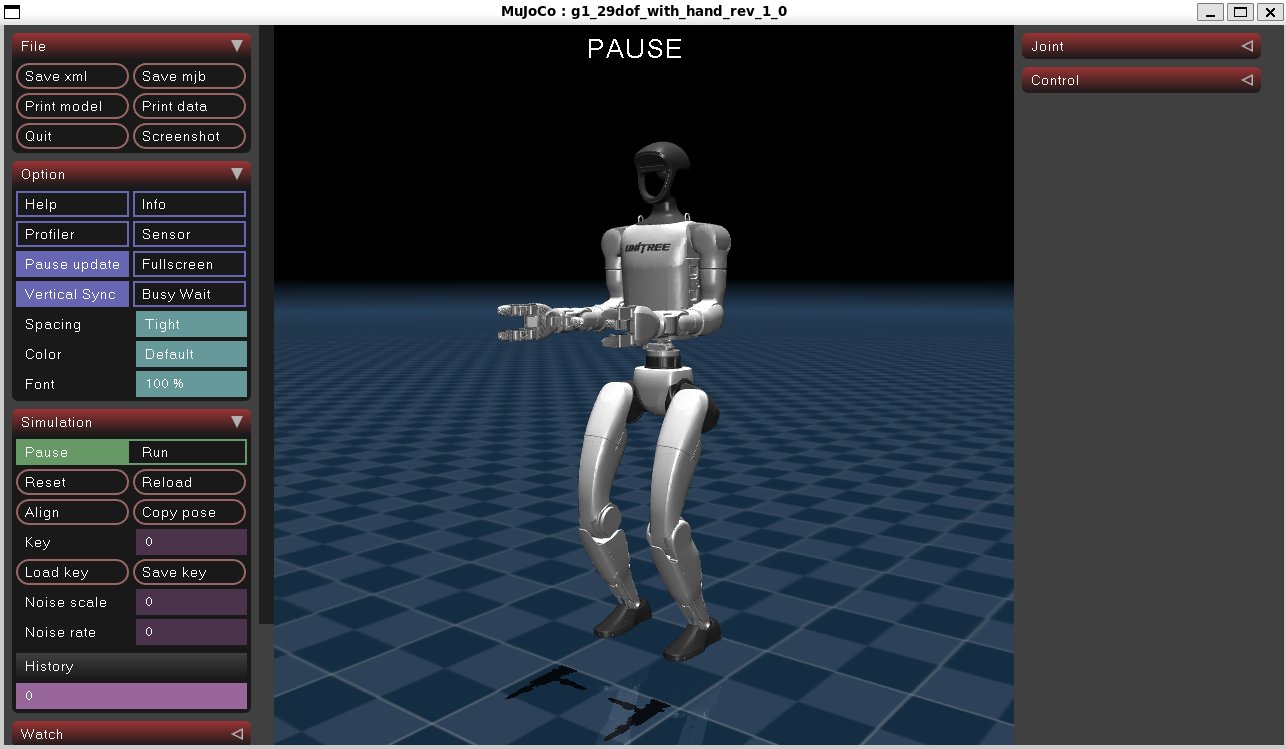 MuJoCo : g1_29dof_with_hand_rev_1_0
File
Save xml Save mjb
Print model Print data
Quit Screenshot
Option
Help Info
Profiler Sensor
Pause update Fullscreen
Vertical Sync Busy Wait
Spacing Tight
Color Default
Font 100 %
Simulation
Pause Run
Reset Reload
Align Copy pose
Key 0
Load key Save key
Noise scale 0
Noise rate 0
History
0
Watch
PAUSE
UNITREE
Joint
Control